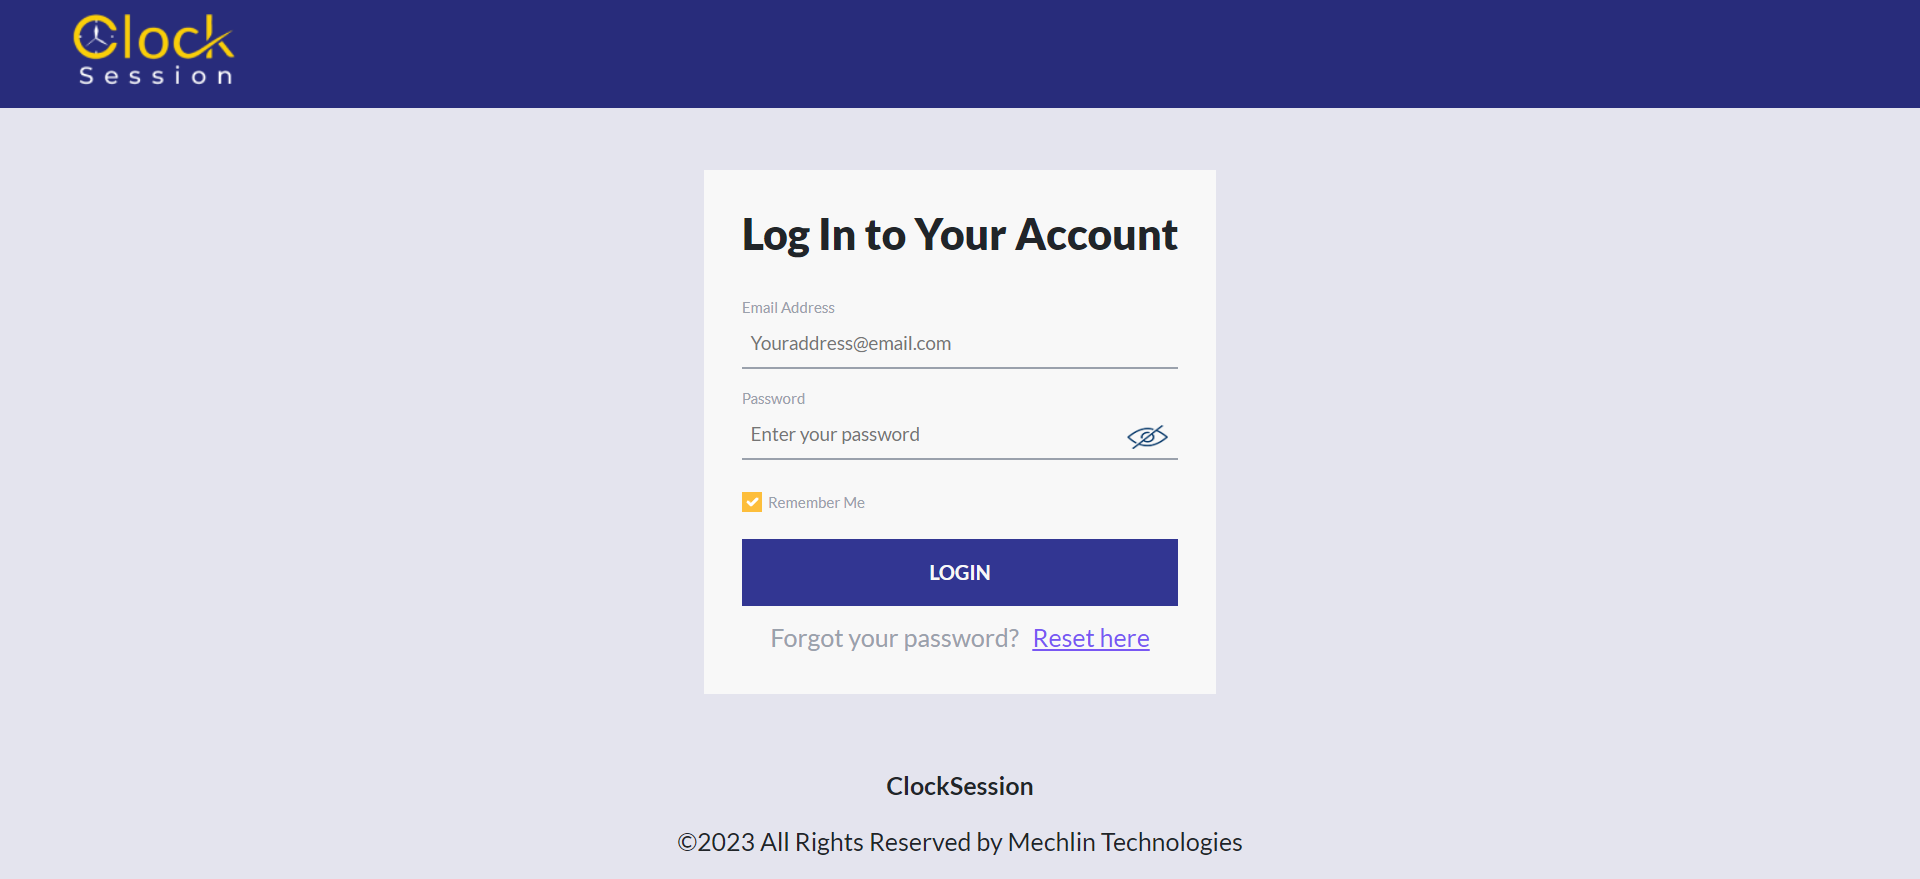 Clock
Session
Log In to Your Account
Email Address
Youraddress@email.com
Password
Enter your password
Remember Me
LOGIN
Forgot your password? Reset here
ClockSession
©2023 All Rights Reserved by Mechlin Technologies